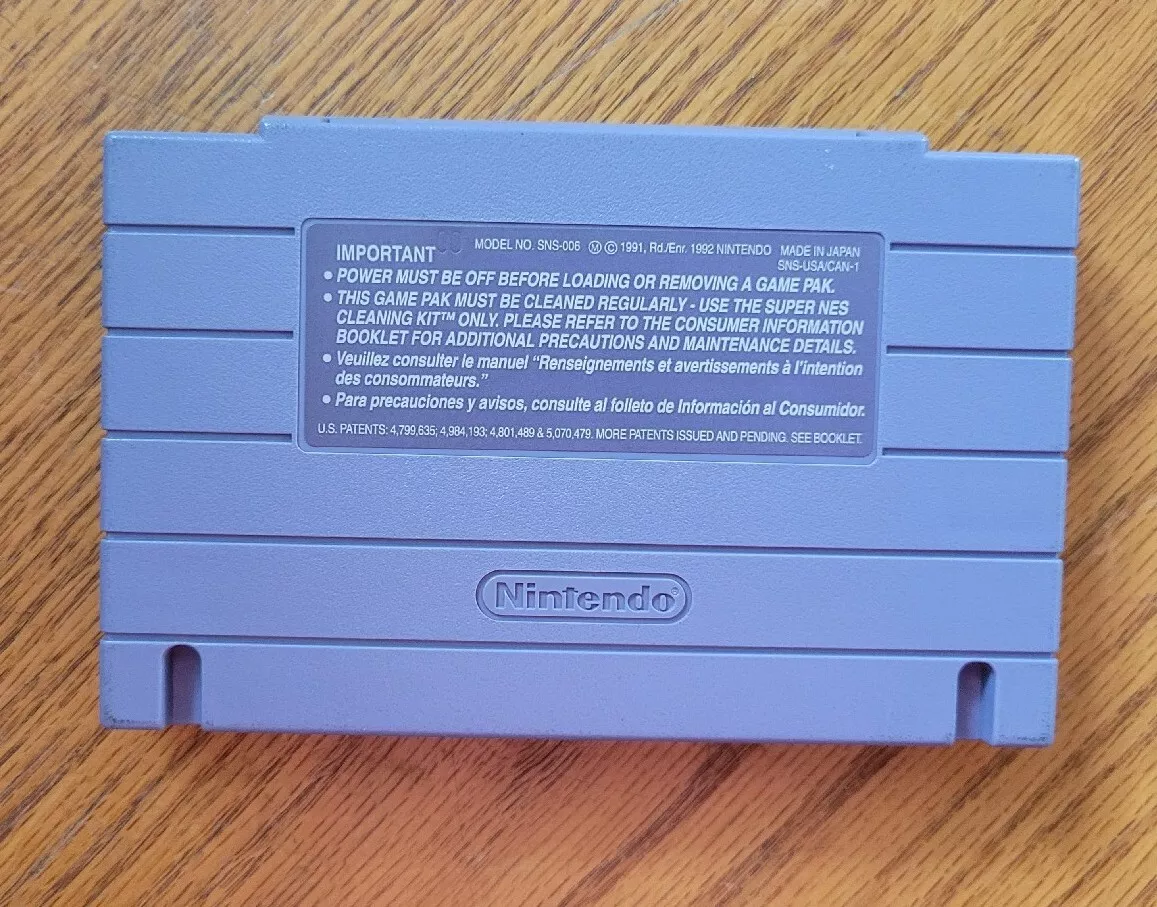 IMPORTANT MODEL NO. SNS-006 Ⓜ © 1991, Rd./Enr. 1992 NINTENDO MADE IN JAPAN
SNS-USA/CAN-1
• POWER MUST BE OFF BEFORE LOADING OR REMOVING A GAME PAK.
• THIS GAME PAK MUST BE CLEANED REGULARLY - USE THE SUPER NES
CLEANING KIT™ ONLY. PLEASE REFER TO THE CONSUMER INFORMATION
BOOKLET FOR ADDITIONAL PRECAUTIONS AND MAINTENANCE DETAILS.
• Veuillez consulter le manuel “Renseignements et avertissements à l'intention
des consommateurs.”
• Para precauciones y avisos, consulte al folleto de Información al Consumidor.
U.S. PATENTS: 4,799,635; 4,984,193; 4,801,489 & 5,070,479. MORE PATENTS ISSUED AND PENDING. SEE BOOKLET.
Nintendo®